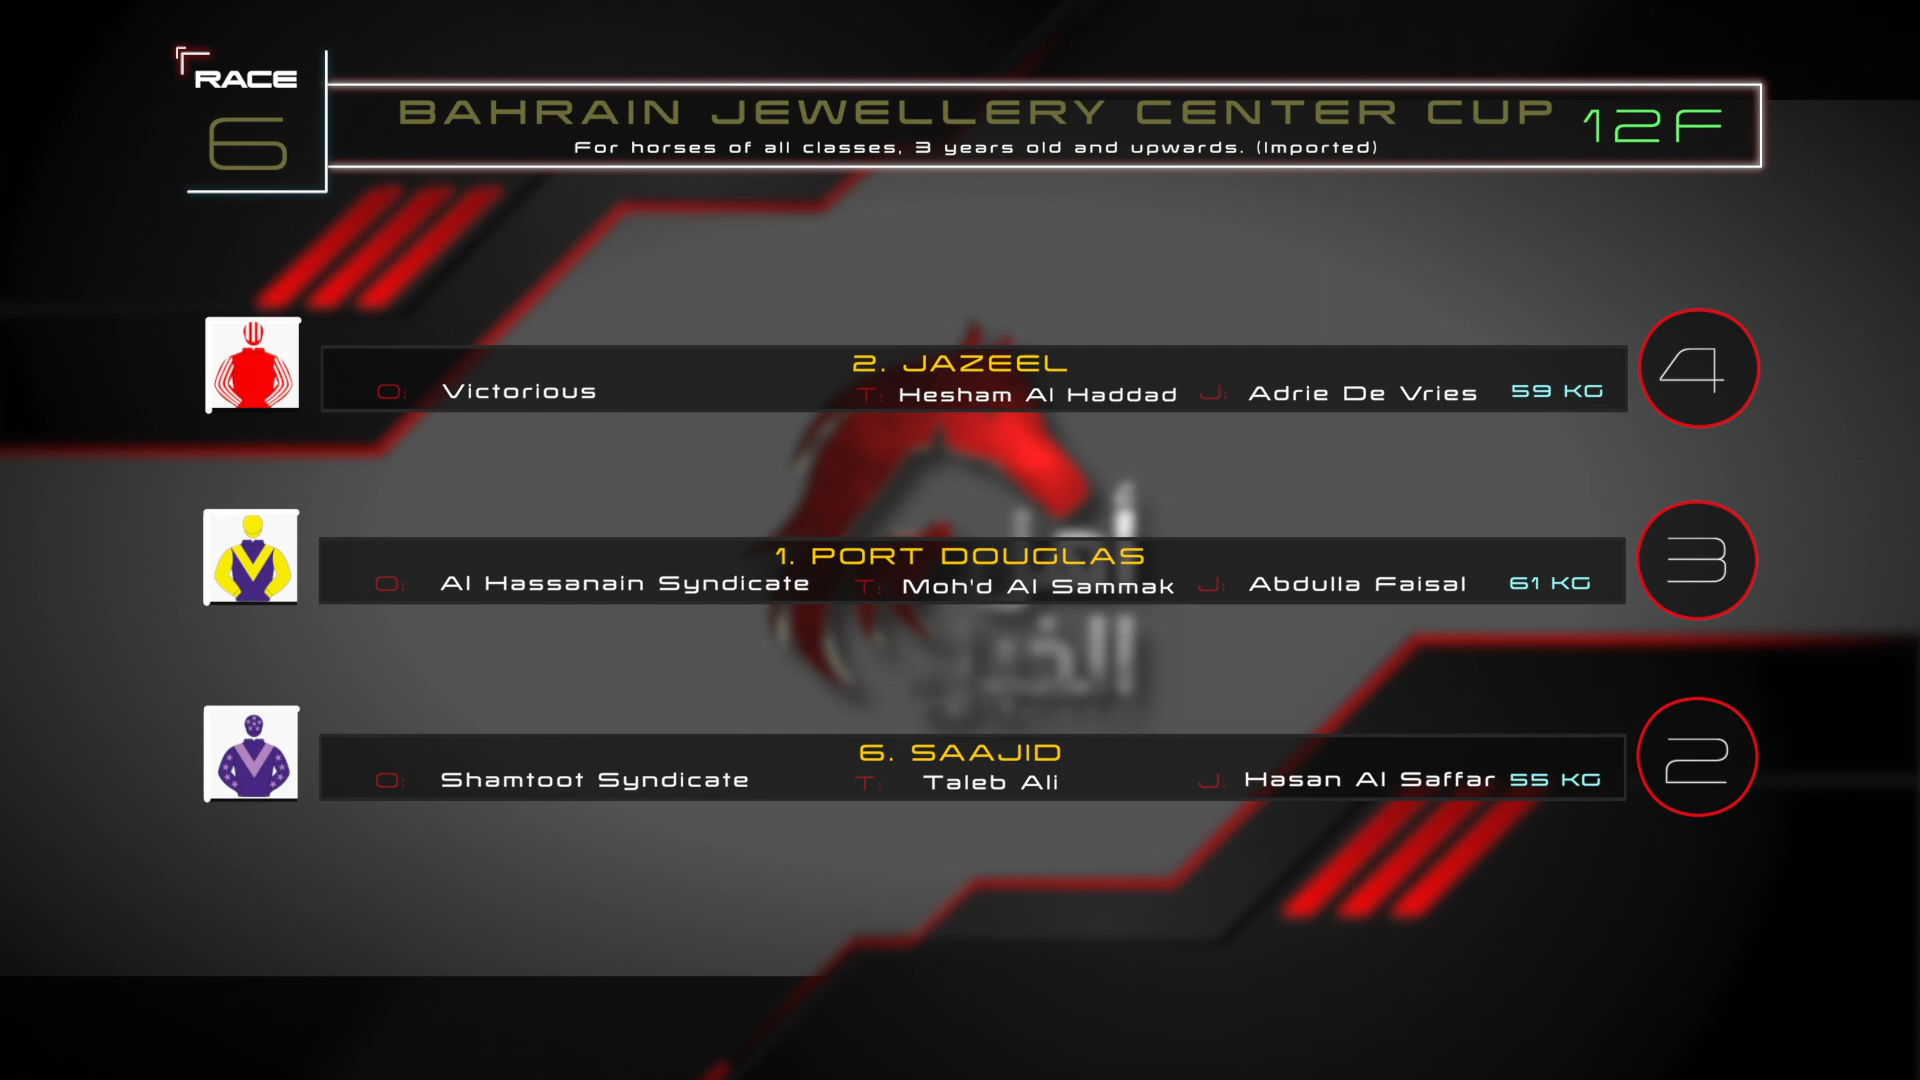 RACE
6
BAHRAIN JEWELLERY CENTER CUP 12F
For horses of all classes, 3 years old and upwards. (Imported)
2. JAZEEL
O: Victorious T: Hesham Al Haddad J: Adrie De Vries 59 KG
4
1. PORT DOUGLAS
O: Al Hassanain Syndicate T: Moh'd Al Sammak J: Abdulla Faisal 61 KG
3
6. SAAJID
O: Shamtoot Syndicate T: Taleb Ali J: Hasan Al Saffar 55 KG
2